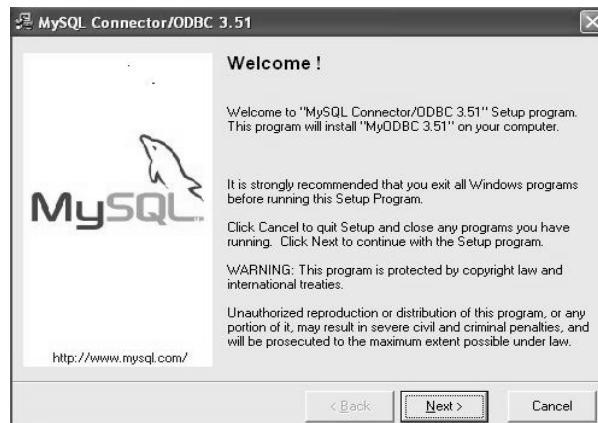 MySQL Connector/ODBC 3.51
Welcome !
Welcome to "MySQL Connector/ODBC 3.51" Setup program.
This program will install "MyODBC 3.51" on your computer.
It is strongly recommended that you exit all Windows programs
before running this Setup Program.
Click Cancel to quit Setup and close any programs you have
running. Click Next to continue with the Setup program.
WARNING: This program is protected by copyright law and
international treaties.
Unauthorized reproduction or distribution of this program, or any
portion of it, may result in severe civil and criminal penalties, and
will be prosecuted to the maximum extent possible under law.
MySQL
http://www.mysql.com/
< Back
Next >
Cancel